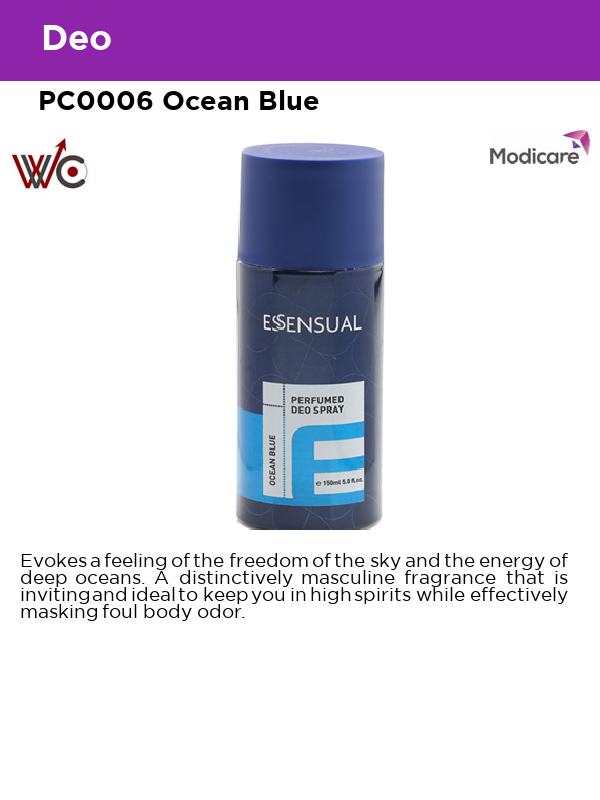 Deo
PC0006 Ocean Blue
WC
Modicare
ESSENSUAL
PERFUMED
DEO SPRAY
OCEAN BLUE
e 150ml 5.0 fl.oz.
Evokes a feeling of the freedom of the sky and the energy of
deep oceans. A distinctively masculine fragrance that is
inviting and ideal to keep you in high spirits while effectively
masking foul body odor.